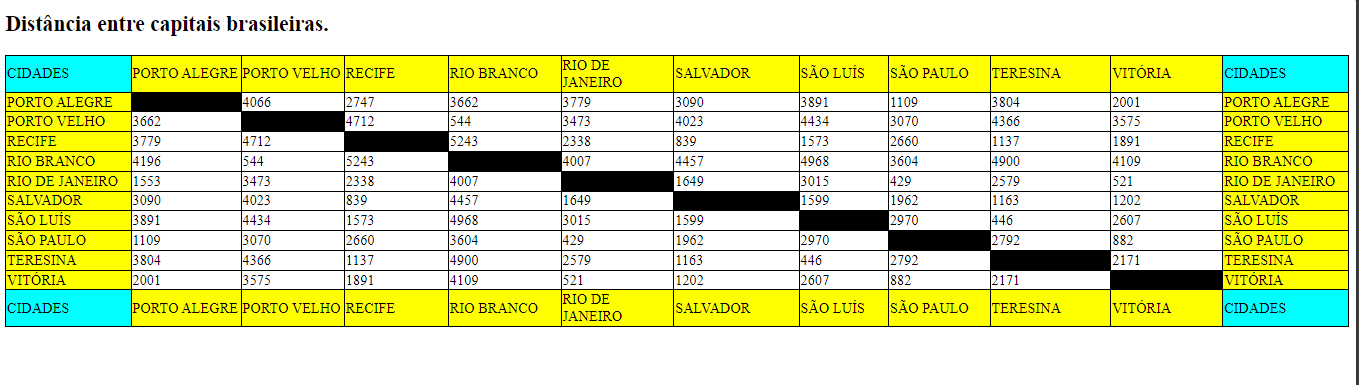 Distância entre capitais brasileiras.
CIDADES PORTO ALEGRE PORTO VELHO RECIFE RIO BRANCO RIO DE JANEIRO SALVADOR SÃO LUÍS SÃO PAULO TERESINA VITÓRIA CIDADES
PORTO ALEGRE 4066 2747 3662 3779 3090 3891 1109 3804 2001 PORTO ALEGRE
PORTO VELHO 3662 4712 544 3473 4023 4434 3070 4366 3575 PORTO VELHO
RECIFE 3779 4712 5243 2338 839 1573 2660 1137 1891 RECIFE
RIO BRANCO 4196 544 5243 4007 4457 4968 3604 4900 4109 RIO BRANCO
RIO DE JANEIRO 1553 3473 2338 4007 1649 3015 429 2579 521 RIO DE JANEIRO
SALVADOR 3090 4023 839 4457 1649 1599 1962 1163 1202 SALVADOR
SÃO LUÍS 3891 4434 1573 4968 3015 1599 2970 446 2607 SÃO LUÍS
SÃO PAULO 1109 3070 2660 3604 429 1962 2970 2792 882 SÃO PAULO
TERESINA 3804 4366 1137 4900 2579 1163 446 2792 2171 TERESINA
VITÓRIA 2001 3575 1891 4109 521 1202 2607 882 2171 VITÓRIA
CIDADES PORTO ALEGRE PORTO VELHO RECIFE RIO BRANCO RIO DE JANEIRO SALVADOR SÃO LUÍS SÃO PAULO TERESINA VITÓRIA CIDADES